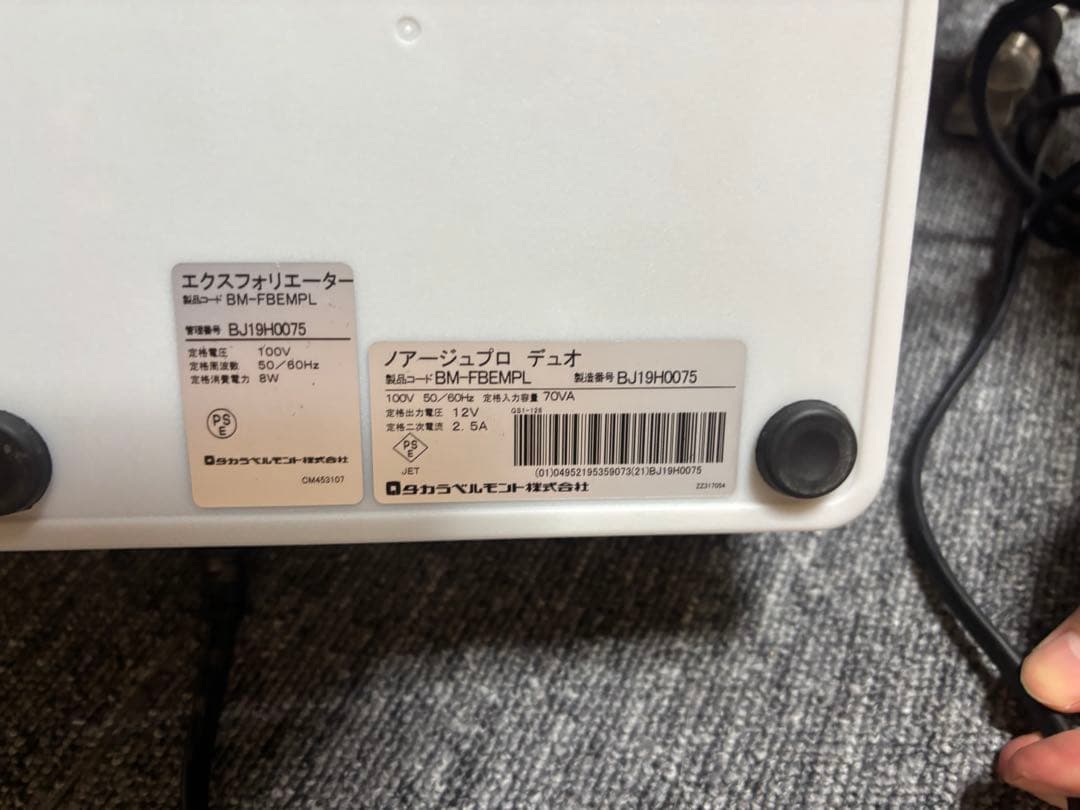 エクスフォリエーター
製品コード BM-FBEMPL
管理番号 BJ19H0075
定格電圧 100V
定格周波数 50/60Hz
定格消費電力 8W
PS
E
タカラベルモント株式会社
CM453107
ノアージュプロ デュオ
製品コード BM-FBEMPL 製造番号 BJ19H0075
100V 50/60Hz 定格入力容量 70VA
定格出力電圧 12V
GS1-128
定格二次電流 2.5A
PS
E
JET
(01)04952195359073(21)BJ19H0075
タカラベルモント株式会社
ZZ317054